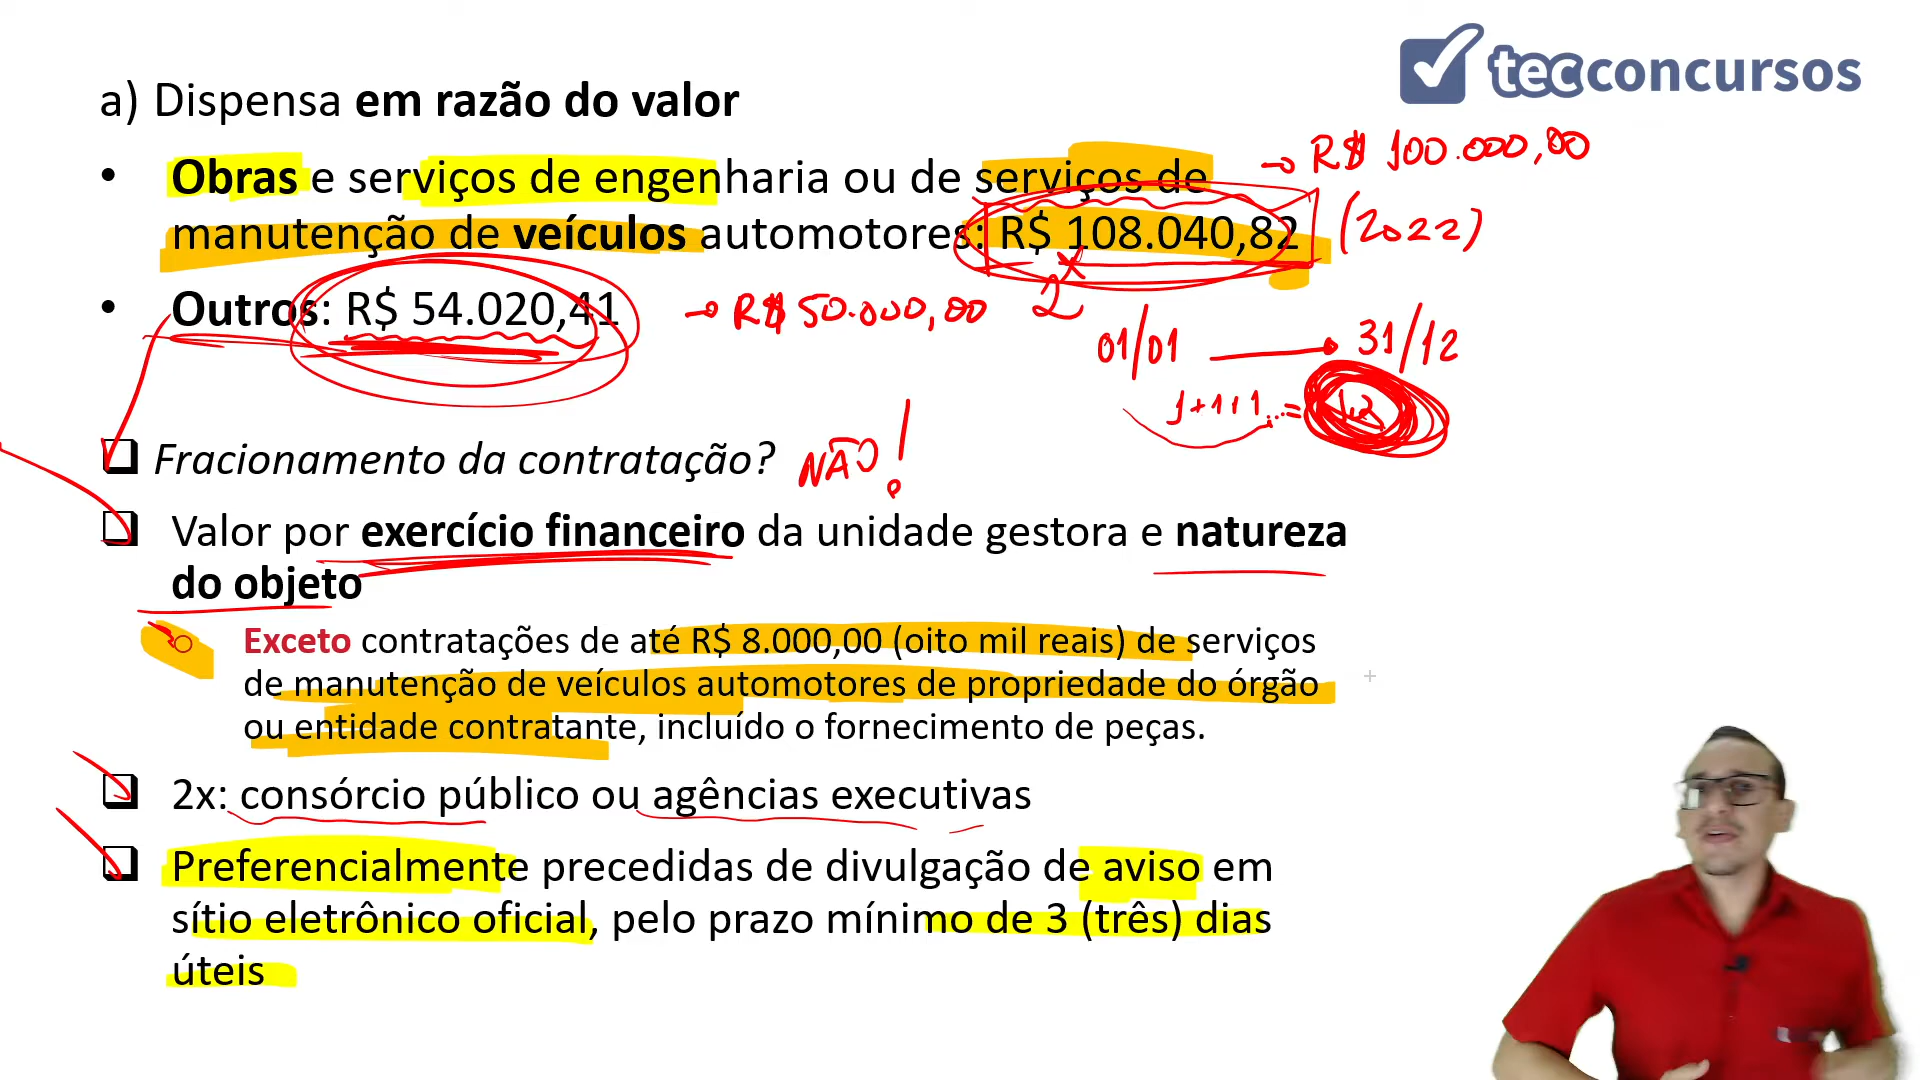 tecconcursos
a) Dispensa em razão do valor
• Obras e serviços de engenharia ou de serviços de
manutenção de veículos automotores: R$ 108.040,82
→ R$ 100.000,00
(2022)
x
2
• Outros: R$ 54.020,41
→ R$ 50.000,00
01/01 → 31/12
1+1+1...=
Fracionamento da contratação? NÃO!
Valor por exercício financeiro da unidade gestora e natureza
do objeto
Exceto contratações de até R$ 8.000,00 (oito mil reais) de serviços
de manutenção de veículos automotores de propriedade do órgão
ou entidade contratante, incluído o fornecimento de peças.
2x: consórcio público ou agências executivas
Preferencialmente precedidas de divulgação de aviso em
sítio eletrônico oficial, pelo prazo mínimo de 3 (três) dias
úteis